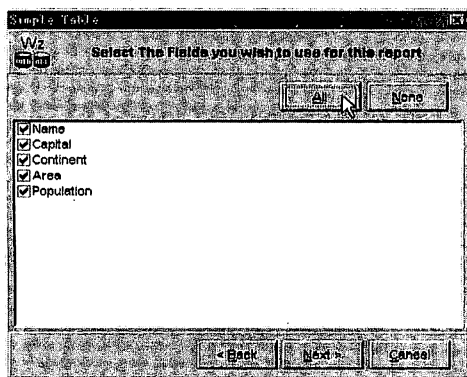 Simple Table
Wz
Select The Fields you wish to use for this report
All None
Name
Capital
Continent
Area
Population
< Back Next > Cancel